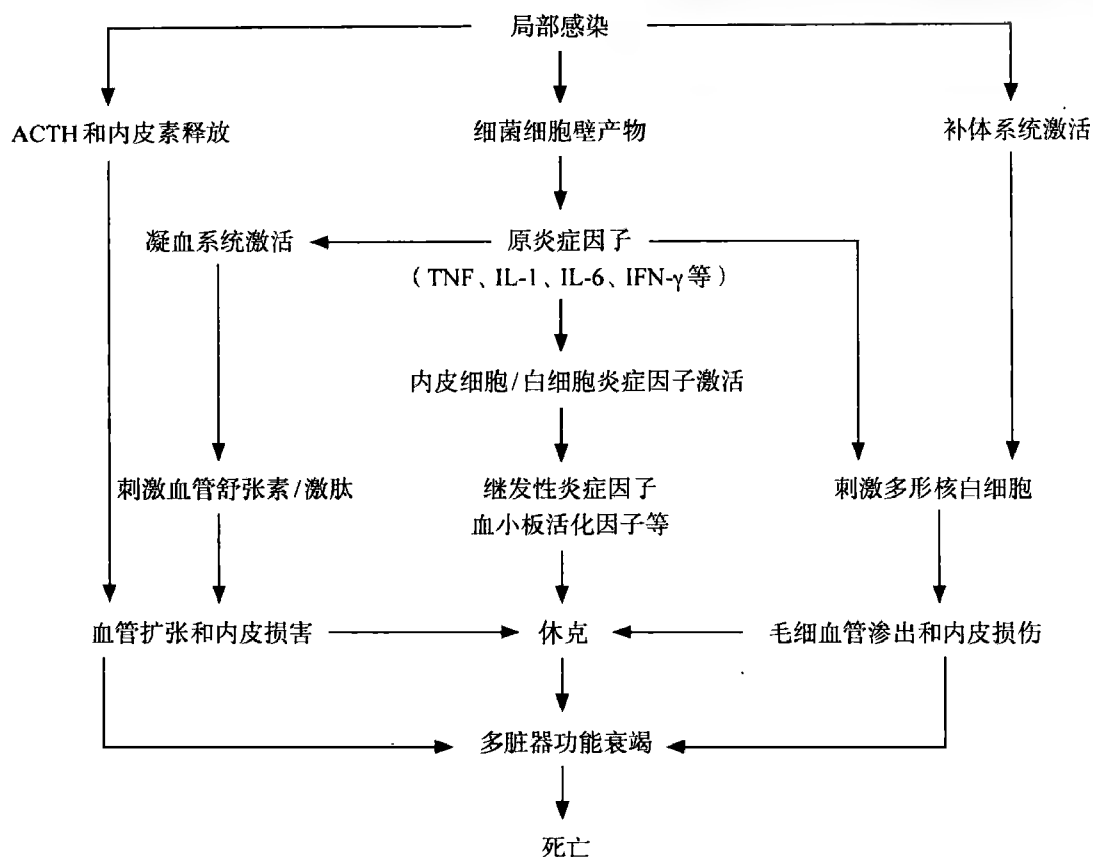 局部感染
ACTH和内皮素释放
细菌细胞壁产物
补体系统激活
凝血系统激活
原炎症因子
（TNF、IL-1、IL-6、IFN-γ等）
内皮细胞/白细胞炎症因子激活
刺激血管舒张素/激肽
继发性炎症因子
血小板活化因子等
刺激多形核白细胞
血管扩张和内皮损害
休克
毛细血管渗出和内皮损伤
多脏器功能衰竭
死亡